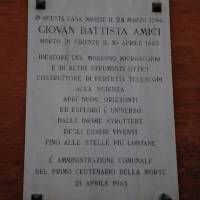 IN QUESTA CASA NACQUE IL 24 MARZO 1786
GIOVAN BATTISTA AMICI
MORTO IN FIRENZE IL 10 APRILE 1863
IDEATORE DEL MODERNO MICROSCOPIO
E DI ALTRI STRUMENTI OTTICI
COSTRUTTORE DI PERFETTI TELESCOPI
ALLA SCIENZA
APRÌ NUOVI ORIZZONTI
ED ESPLORÒ L'UNIVERSO
DALLE INFIME STRUTTURE
DEGLI ESSERI VIVENTI
FINO ALLE STELLE PIÙ LONTANE
AMMINISTRAZIONE COMUNALE
NEL PRIMO CENTENARIO DELLA MORTE
21 APRILE 1963